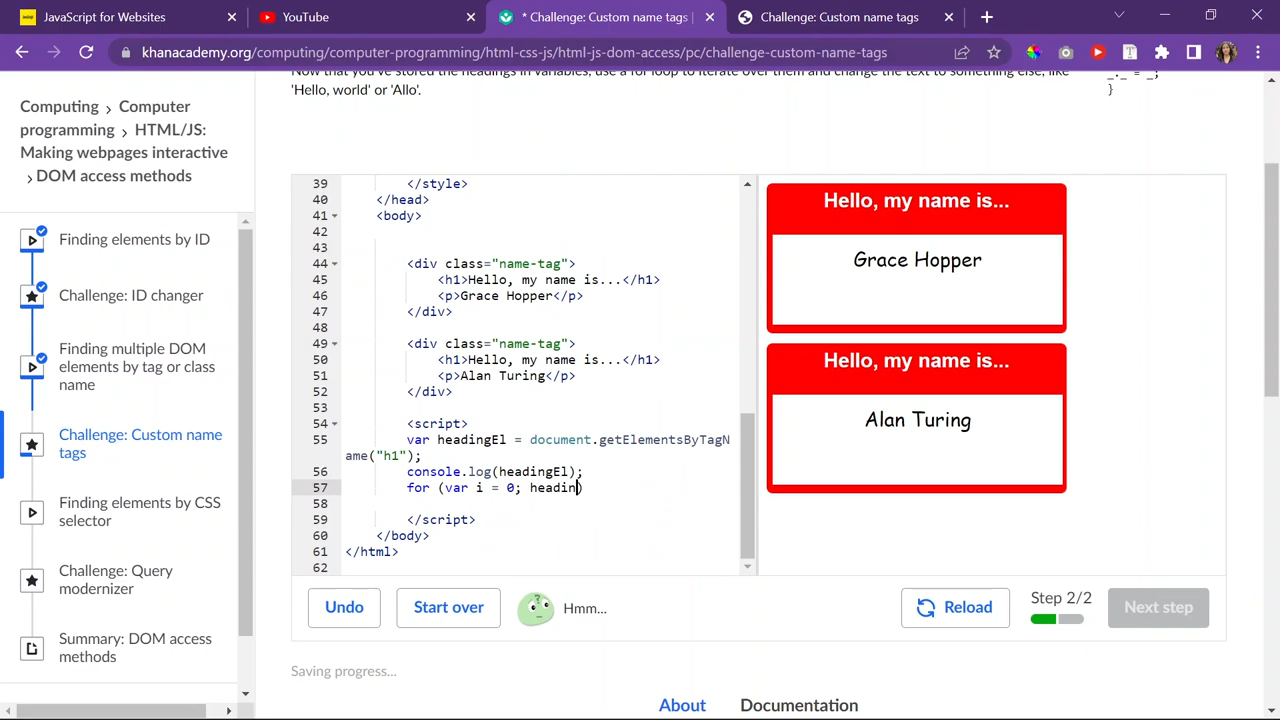 JavaScript for Websites
YouTube
* Challenge: Custom name tags |
Challenge: Custom name tags
khanacademy.org/computing/computer-programming/html-css-js/html-js-dom-access/pc/challenge-custom-name-tags
Now that you've stored the headings in variables, use a for loop to iterate over them and change the text to something else, like
'Hello, world' or 'Allo'.
_._ = _;
}
Computing > Computer
programming > HTML/JS:
Making webpages interactive
> DOM access methods
Finding elements by ID
Challenge: ID changer
Finding multiple DOM
elements by tag or class
name
Challenge: Custom name
tags
Finding elements by CSS
selector
Challenge: Query
modernizer
Summary: DOM access
methods
39 </style>
40 </head>
41 <body>
42
43
44 <div class="name-tag">
45 <h1>Hello, my name is...</h1>
46 <p>Grace Hopper</p>
47 </div>
48
49 <div class="name-tag">
50 <h1>Hello, my name is...</h1>
51 <p>Alan Turing</p>
52 </div>
53
54 <script>
55 var headingEl = document.getElementsByTagN
ame("h1");
56 console.log(headingEl);
57 for (var i = 0; headin)
58
59 </script>
60 </body>
61 </html>
62
Hello, my name is...
Grace Hopper
Hello, my name is...
Alan Turing
Undo
Start over
Hmm...
Reload
Step 2/2
Next step
Saving progress...
About
Documentation